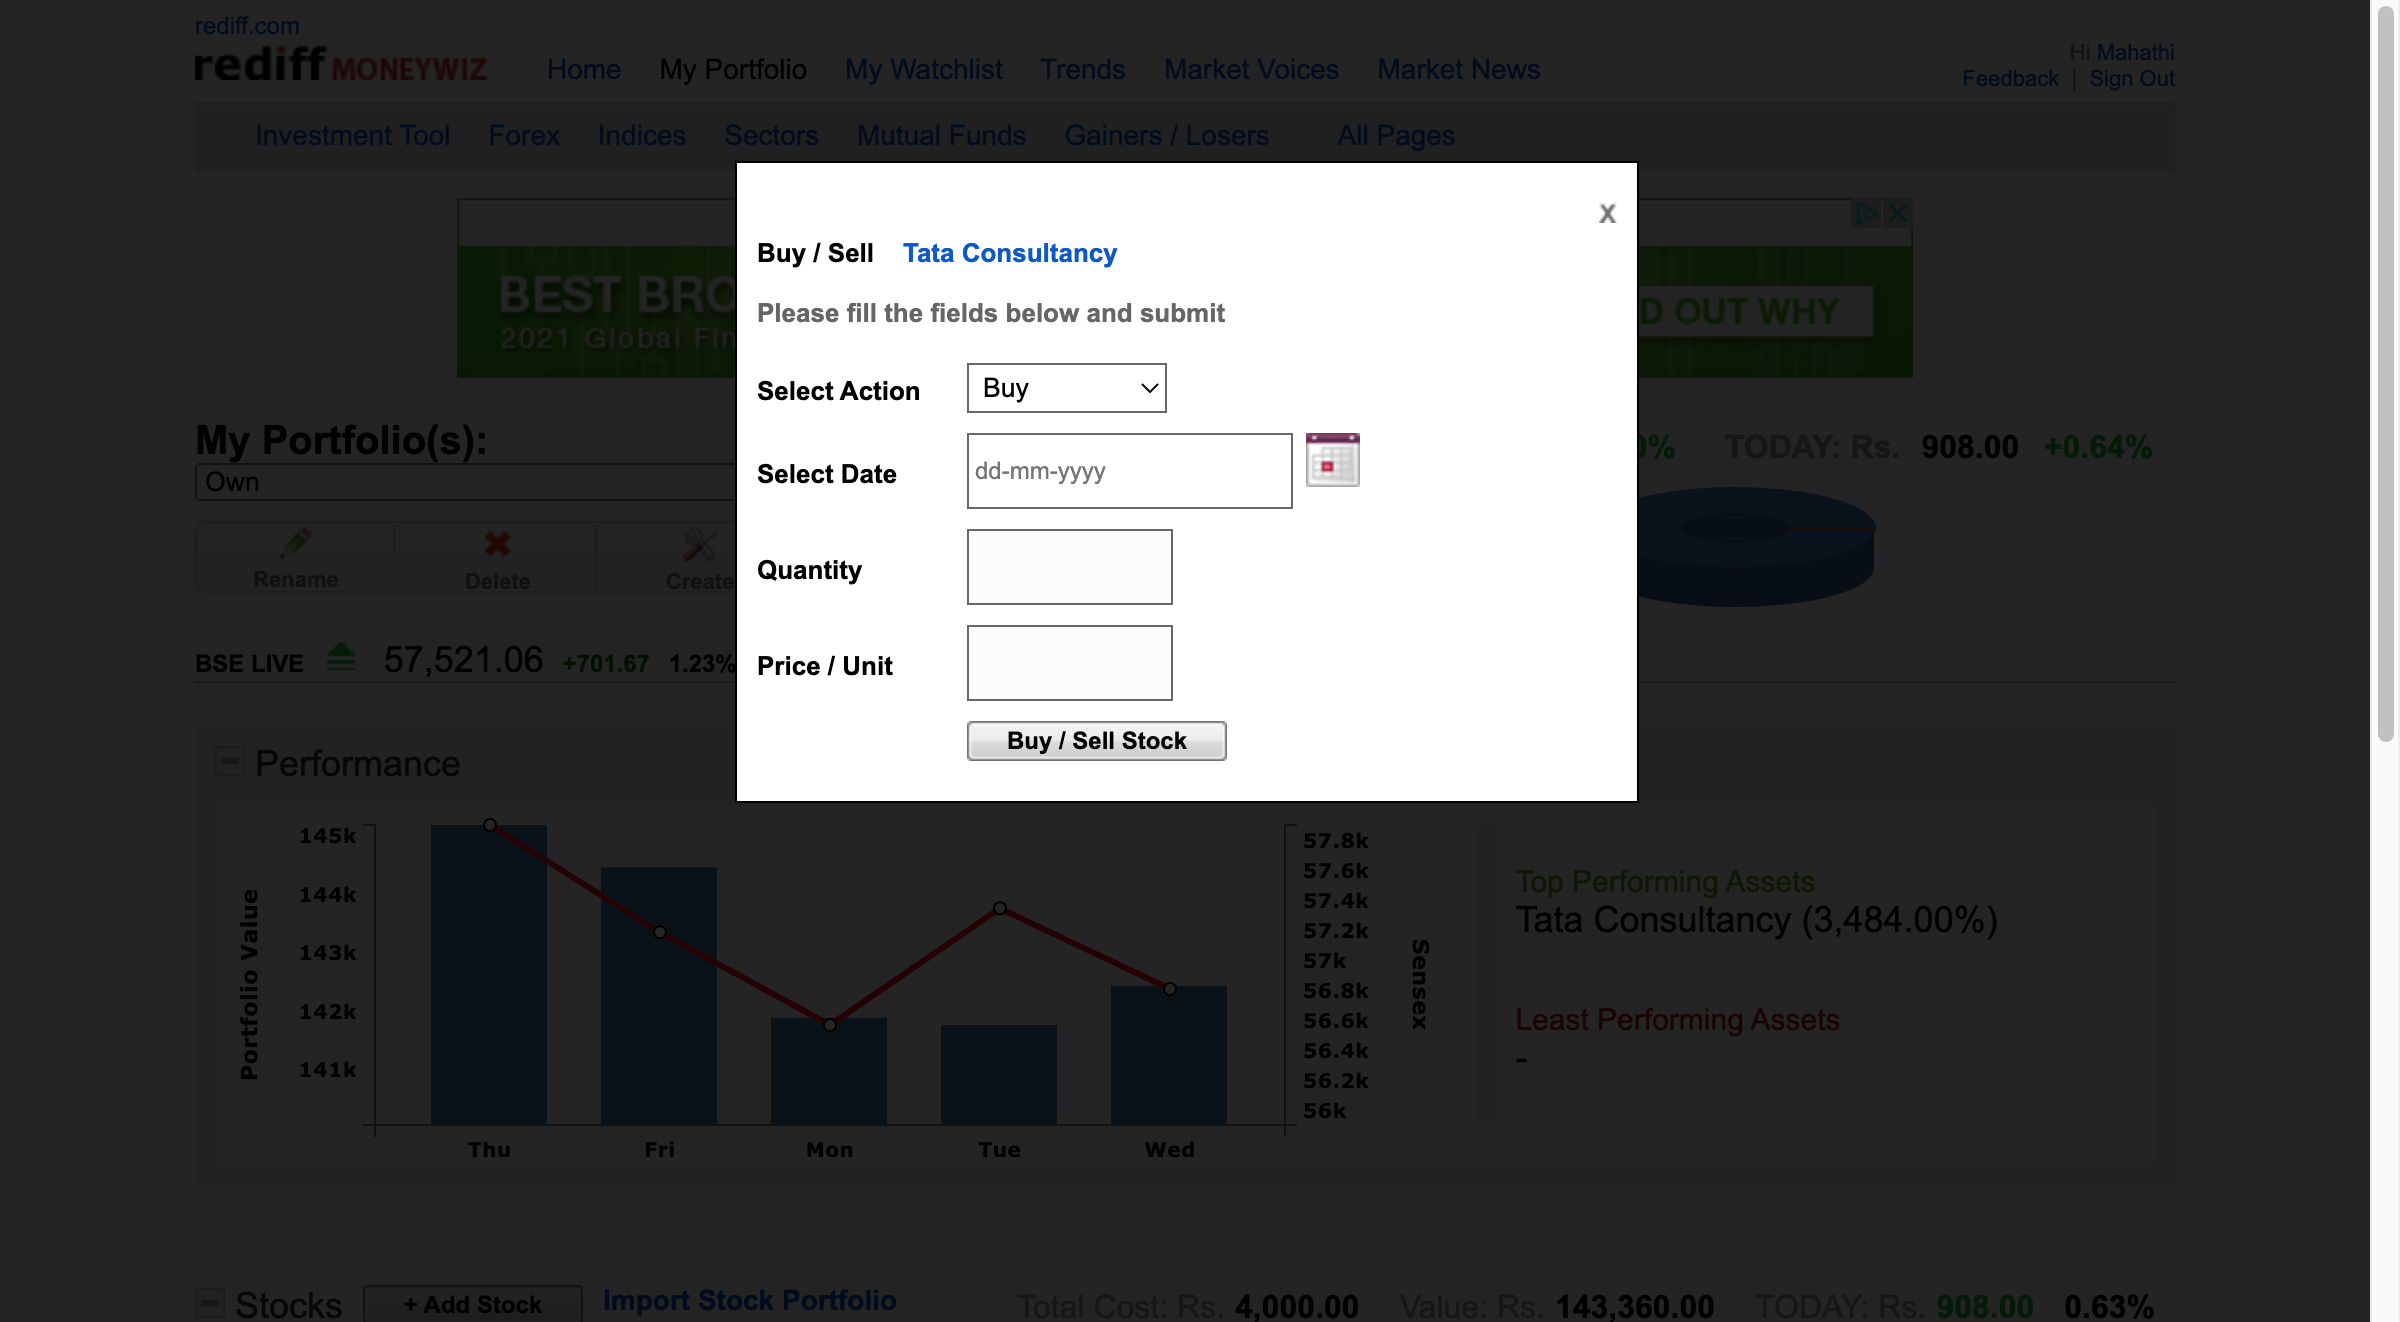 rediff.com
rediff MONEYWIZ
Home My Portfolio My Watchlist Trends Market Voices Market News
Hi Mahathi
Feedback | Sign Out
Investment Tool Forex Indices Sectors Mutual Funds Gainers / Losers All Pages
X
Buy / Sell Tata Consultancy
Please fill the fields below and submit
Select Action Buy
Select Date dd-mm-yyyy
Quantity
Price / Unit
Buy / Sell Stock
BEST BRO
2021 Global Fin
D OUT WHY
My Portfolio(s):
Own
0% TODAY: Rs. 908.00 +0.64%
Rename Delete Create
BSE LIVE 57,521.06 +701.67 1.23%
Performance
Portfolio Value
145k
144k
143k
142k
141k
Thu Fri Mon Tue Wed
57.8k
57.6k
57.4k
57.2k
57k
56.8k
56.6k
56.4k
56.2k
56k
Sensex
Top Performing Assets
Tata Consultancy (3,484.00%)
Least Performing Assets
-
Stocks + Add Stock Import Stock Portfolio Total Cost: Rs. 4,000.00 Value: Rs. 143,360.00 TODAY: Rs. 908.00 0.63%